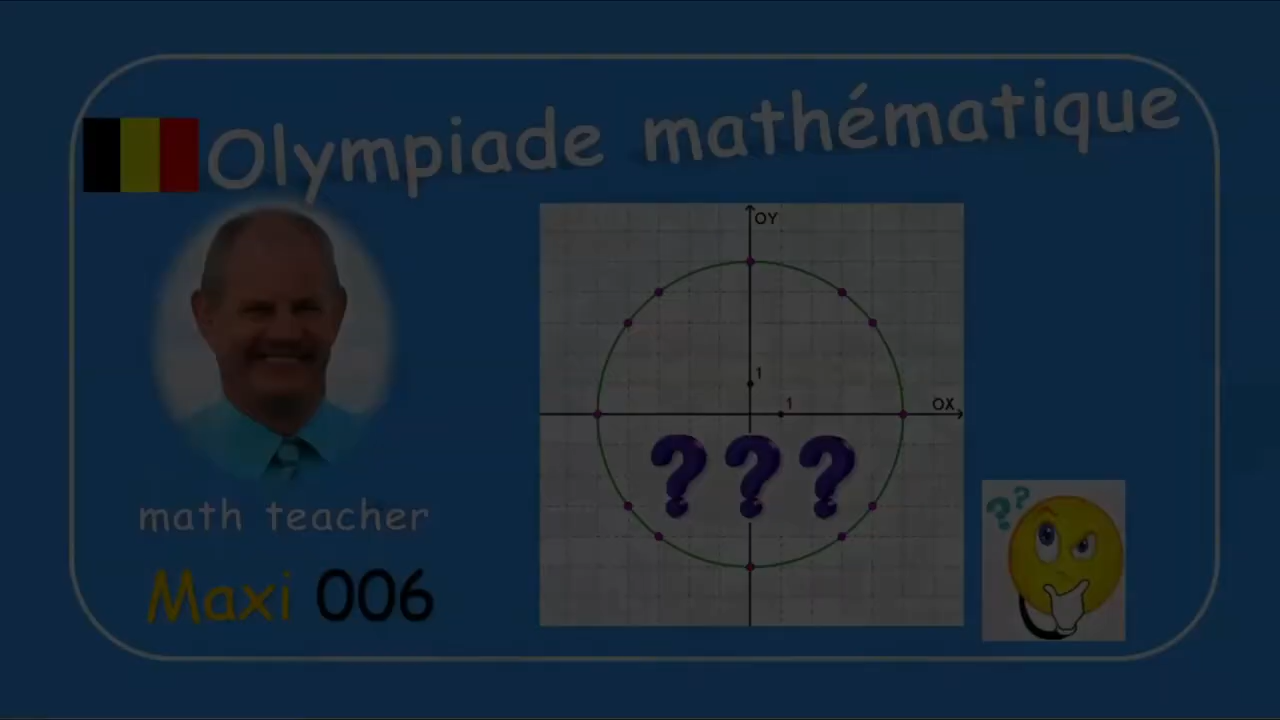 Olympiade mathématique
OY
1
1
OX
? ? ?
? ?
math teacher
Maxi 006